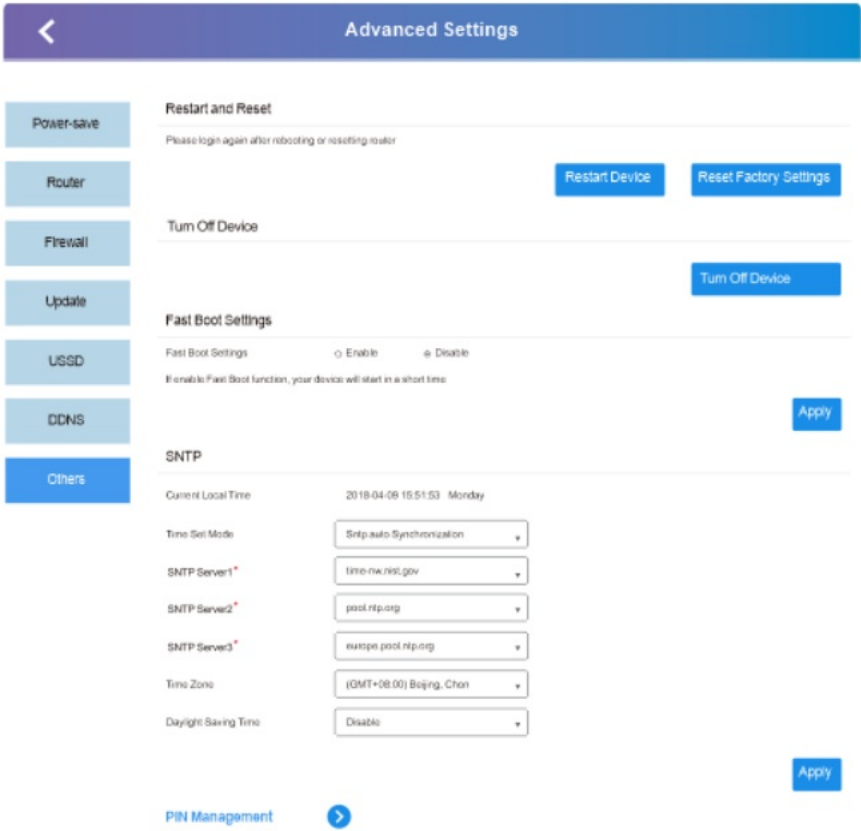 Advanced Settings
Power-save
Router
Firewall
Update
USSD
DDNS
Others
Restart and Reset
Please login again after rebooting or resetting router
Restart Device
Reset Factory Settings
Turn Off Device
Turn Off Device
Fast Boot Settings
Fast Boot Settings Enable Disable
If enable Fast Boot function, your device will start in a short time
Apply
SNTP
Current Local Time 2018-04-09 15:51:53 Monday
Time Set Mode Sntp auto Synchronization
SNTP Server1* time-nw.nist.gov
SNTP Server2* pool.ntp.org
SNTP Server3* europe.pool.ntp.org
Time Zone (GMT+08:00) Beijing, Chon
Daylight Saving Time Disable
Apply
PIN Management